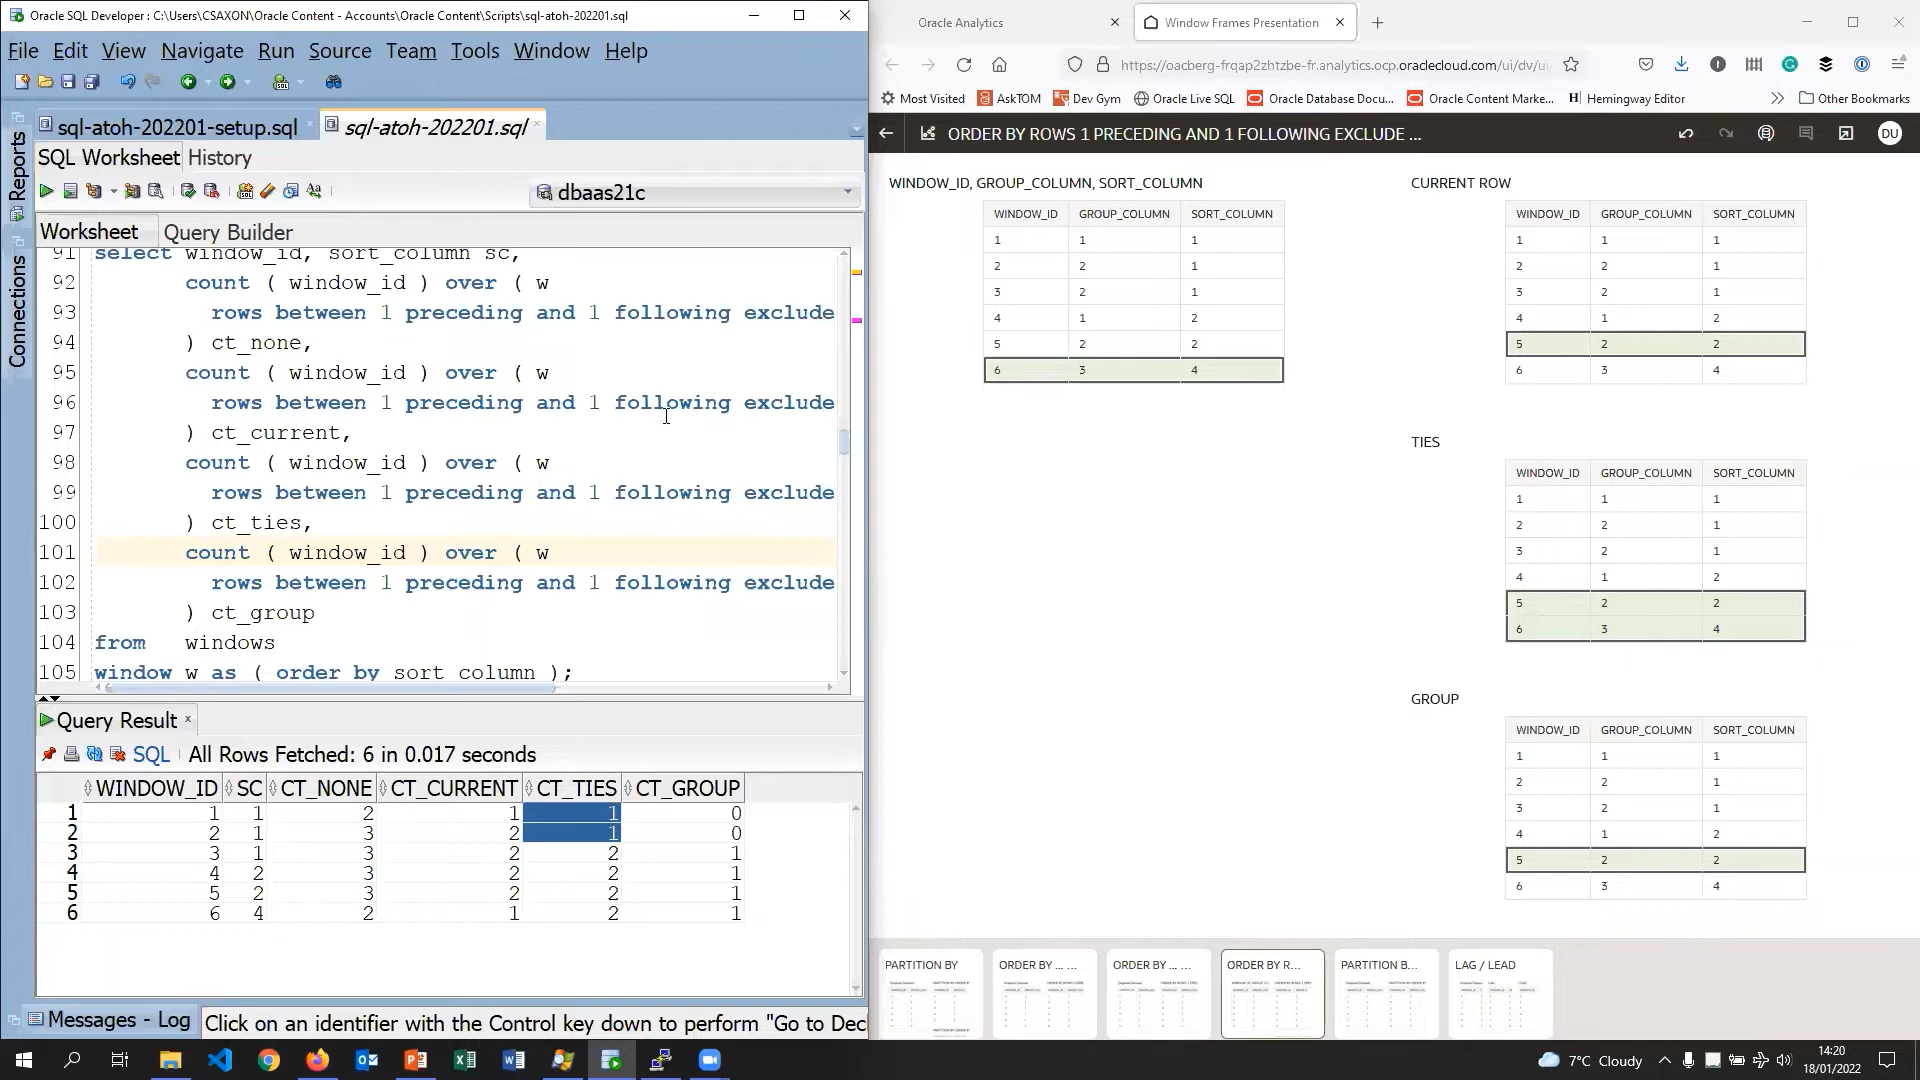 Oracle SQL Developer : C:\Users\CSAXON\Oracle Content - Accounts\Oracle Content\Scripts\sql-atoh-202201.sql
File Edit View Navigate Run Source Team Tools Window Help
sql-atoh-202201-setup.sql
sql-atoh-202201.sql
SQL Worksheet History
dbaas21c
Worksheet Query Builder
Reports
Connections
91 select window_id, sort_column sc,
92 count ( window_id ) over ( w
93 rows between 1 preceding and 1 following exclude
94 ) ct_none,
95 count ( window_id ) over ( w
96 rows between 1 preceding and 1 following exclude
97 ) ct_current,
98 count ( window_id ) over ( w
99 rows between 1 preceding and 1 following exclude
100 ) ct_ties,
101 count ( window_id ) over ( w
102 rows between 1 preceding and 1 following exclude
103 ) ct_group
104 from windows
105 window w as ( order by sort_column );
Query Result
SQL All Rows Fetched: 6 in 0.017 seconds
WINDOW_ID SC CT_NONE CT_CURRENT CT_TIES CT_GROUP
1 1 1 2 1 1 0
2 2 1 3 2 1 0
3 3 1 3 2 2 1
4 4 2 3 2 2 1
5 5 2 3 2 2 1
6 6 4 2 1 2 1
Messages - Log
Click on an identifier with the Control key down to perform "Go to Dec
Oracle Analytics
Window Frames Presentation
https://oacberg-frqap2zhtzbe-fr.analytics.ocp.oraclecloud.com/ui/dv/ui
Most Visited AskTOM Dev Gym Oracle Live SQL Oracle Database Docu... Oracle Content Marke... Hemingway Editor Other Bookmarks
ORDER BY ROWS 1 PRECEDING AND 1 FOLLOWING EXCLUDE ...
DU
WINDOW_ID, GROUP_COLUMN, SORT_COLUMN
WINDOW_ID GROUP_COLUMN SORT_COLUMN
1 1 1
2 2 1
3 2 1
4 1 2
5 2 2
6 3 4
CURRENT ROW
WINDOW_ID GROUP_COLUMN SORT_COLUMN
1 1 1
2 2 1
3 2 1
4 1 2
5 2 2
6 3 4
TIES
WINDOW_ID GROUP_COLUMN SORT_COLUMN
1 1 1
2 2 1
3 2 1
4 1 2
5 2 2
6 3 4
GROUP
WINDOW_ID GROUP_COLUMN SORT_COLUMN
1 1 1
2 2 1
3 2 1
4 1 2
5 2 2
6 3 4
PARTITION BY
ORDER BY ... ...
ORDER BY ... ...
ORDER BY R...
PARTITION B...
LAG / LEAD
7°C Cloudy
14:20
18/01/2022